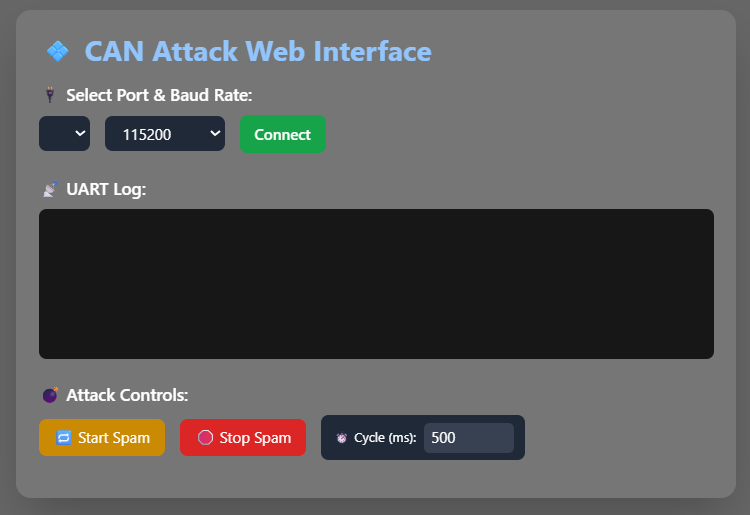 CAN Attack Web Interface
Select Port & Baud Rate:
115200 Connect
UART Log:
Attack Controls:
Start Spam Stop Spam Cycle (ms): 500